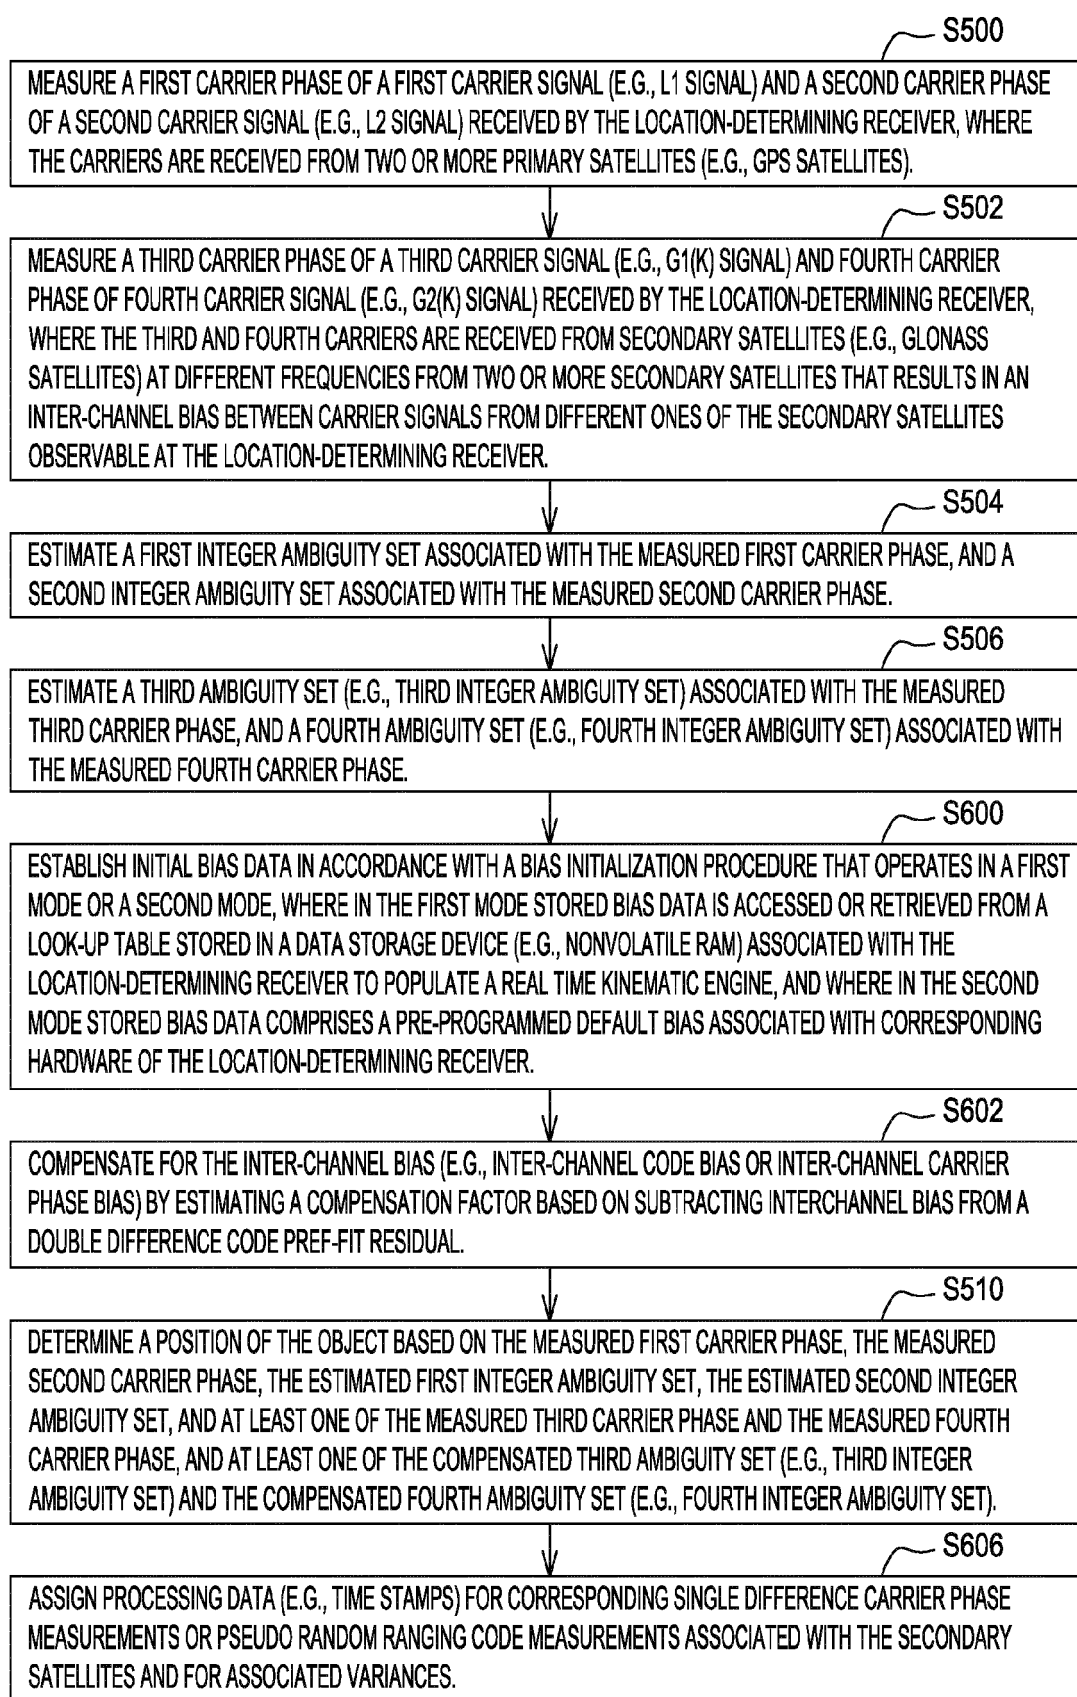 S500
MEASURE A FIRST CARRIER PHASE OF A FIRST CARRIER SIGNAL (E.G., L1 SIGNAL) AND A SECOND CARRIER PHASE
OF A SECOND CARRIER SIGNAL (E.G., L2 SIGNAL) RECEIVED BY THE LOCATION-DETERMINING RECEIVER, WHERE
THE CARRIERS ARE RECEIVED FROM TWO OR MORE PRIMARY SATELLITES (E.G., GPS SATELLITES).
S502
MEASURE A THIRD CARRIER PHASE OF A THIRD CARRIER SIGNAL (E.G., G1(K) SIGNAL) AND FOURTH CARRIER
PHASE OF FOURTH CARRIER SIGNAL (E.G., G2(K) SIGNAL) RECEIVED BY THE LOCATION-DETERMINING RECEIVER,
WHERE THE THIRD AND FOURTH CARRIERS ARE RECEIVED FROM SECONDARY SATELLITES (E.G., GLONASS
SATELLITES) AT DIFFERENT FREQUENCIES FROM TWO OR MORE SECONDARY SATELLITES THAT RESULTS IN AN
INTER-CHANNEL BIAS BETWEEN CARRIER SIGNALS FROM DIFFERENT ONES OF THE SECONDARY SATELLITES
OBSERVABLE AT THE LOCATION-DETERMINING RECEIVER.
S504
ESTIMATE A FIRST INTEGER AMBIGUITY SET ASSOCIATED WITH THE MEASURED FIRST CARRIER PHASE, AND A
SECOND INTEGER AMBIGUITY SET ASSOCIATED WITH THE MEASURED SECOND CARRIER PHASE.
S506
ESTIMATE A THIRD AMBIGUITY SET (E.G., THIRD INTEGER AMBIGUITY SET) ASSOCIATED WITH THE MEASURED
THIRD CARRIER PHASE, AND A FOURTH AMBIGUITY SET (E.G., FOURTH INTEGER AMBIGUITY SET) ASSOCIATED WITH
THE MEASURED FOURTH CARRIER PHASE.
S600
ESTABLISH INITIAL BIAS DATA IN ACCORDANCE WITH A BIAS INITIALIZATION PROCEDURE THAT OPERATES IN A FIRST
MODE OR A SECOND MODE, WHERE IN THE FIRST MODE STORED BIAS DATA IS ACCESSED OR RETRIEVED FROM A
LOOK-UP TABLE STORED IN A DATA STORAGE DEVICE (E.G., NONVOLATILE RAM) ASSOCIATED WITH THE
LOCATION-DETERMINING RECEIVER TO POPULATE A REAL TIME KINEMATIC ENGINE, AND WHERE IN THE SECOND
MODE STORED BIAS DATA COMPRISES A PRE-PROGRAMMED DEFAULT BIAS ASSOCIATED WITH CORRESPONDING
HARDWARE OF THE LOCATION-DETERMINING RECEIVER.
S602
COMPENSATE FOR THE INTER-CHANNEL BIAS (E.G., INTER-CHANNEL CODE BIAS OR INTER-CHANNEL CARRIER
PHASE BIAS) BY ESTIMATING A COMPENSATION FACTOR BASED ON SUBTRACTING INTERCHANNEL BIAS FROM A
DOUBLE DIFFERENCE CODE PREF-FIT RESIDUAL.
S510
DETERMINE A POSITION OF THE OBJECT BASED ON THE MEASURED FIRST CARRIER PHASE, THE MEASURED
SECOND CARRIER PHASE, THE ESTIMATED FIRST INTEGER AMBIGUITY SET, THE ESTIMATED SECOND INTEGER
AMBIGUITY SET, AND AT LEAST ONE OF THE MEASURED THIRD CARRIER PHASE AND THE MEASURED FOURTH
CARRIER PHASE, AND AT LEAST ONE OF THE COMPENSATED THIRD AMBIGUITY SET (E.G., THIRD INTEGER
AMBIGUITY SET) AND THE COMPENSATED FOURTH AMBIGUITY SET (E.G., FOURTH INTEGER AMBIGUITY SET).
S606
ASSIGN PROCESSING DATA (E.G., TIME STAMPS) FOR CORRESPONDING SINGLE DIFFERENCE CARRIER PHASE
MEASUREMENTS OR PSEUDO RANDOM RANGING CODE MEASUREMENTS ASSOCIATED WITH THE SECONDARY
SATELLITES AND FOR ASSOCIATED VARIANCES.